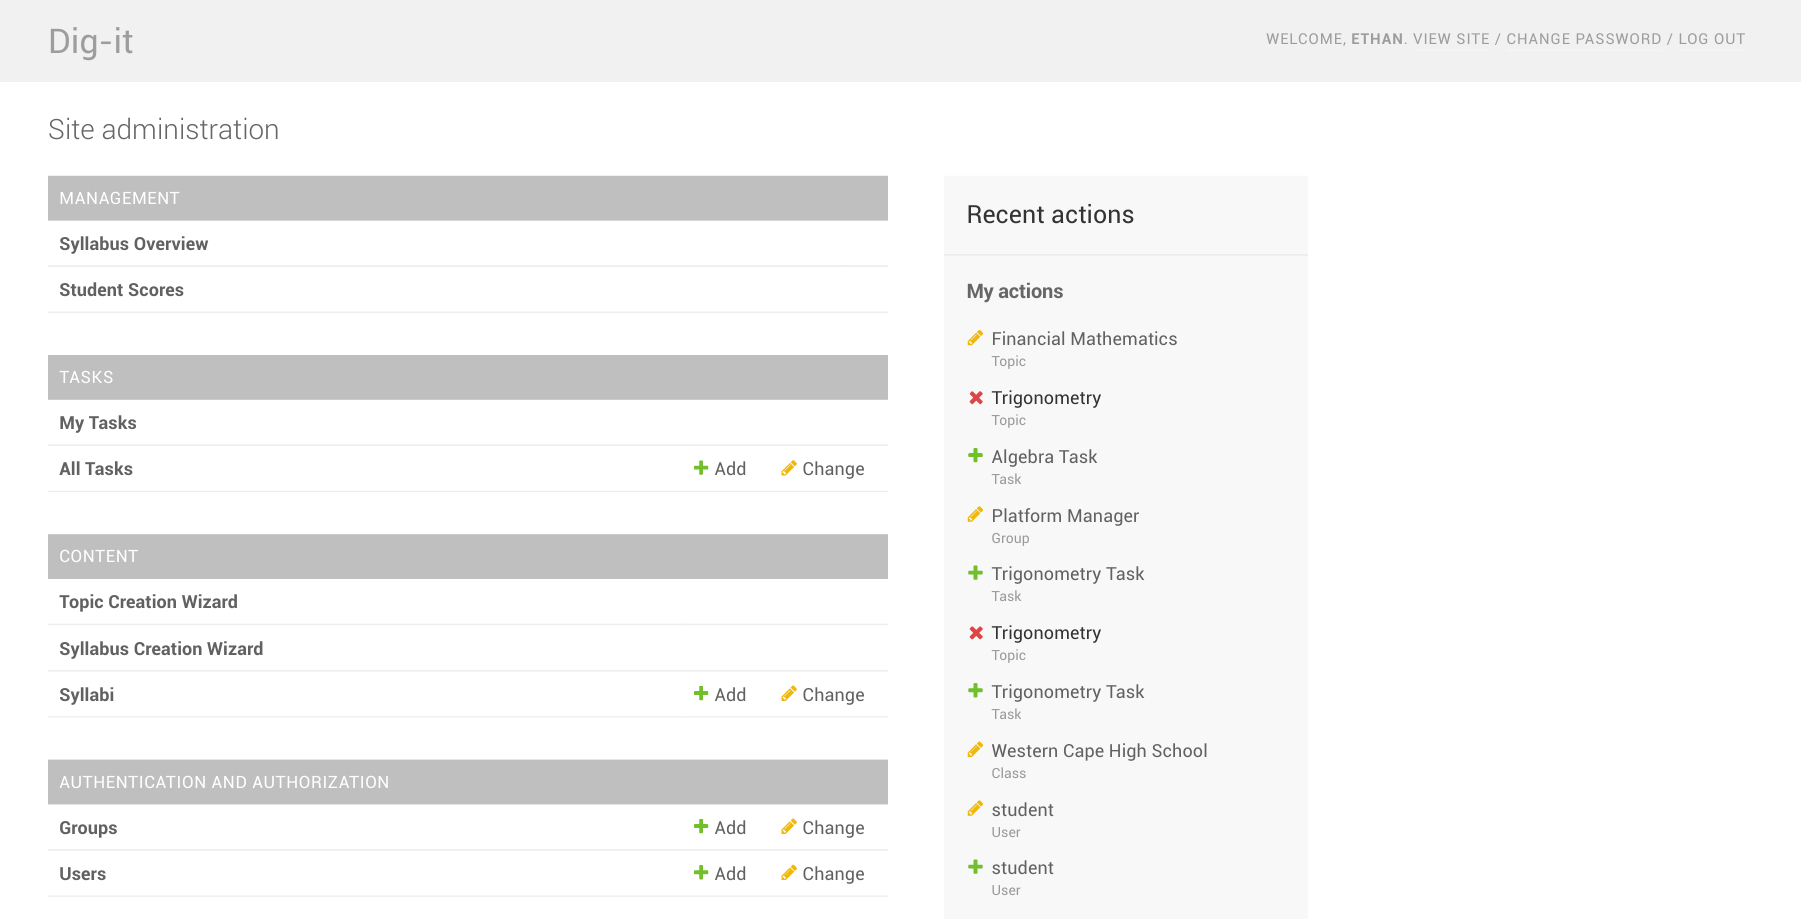 Dig-it
WELCOME, ETHAN. VIEW SITE / CHANGE PASSWORD / LOG OUT
Site administration
MANAGEMENT
Syllabus Overview
Student Scores
TASKS
My Tasks
All Tasks Add Change
CONTENT
Topic Creation Wizard
Syllabus Creation Wizard
Syllabi Add Change
AUTHENTICATION AND AUTHORIZATION
Groups Add Change
Users Add Change
Recent actions
My actions
Financial Mathematics
Topic
Trigonometry
Topic
Algebra Task
Task
Platform Manager
Group
Trigonometry Task
Task
Trigonometry
Topic
Trigonometry Task
Task
Western Cape High School
Class
student
User
student
User